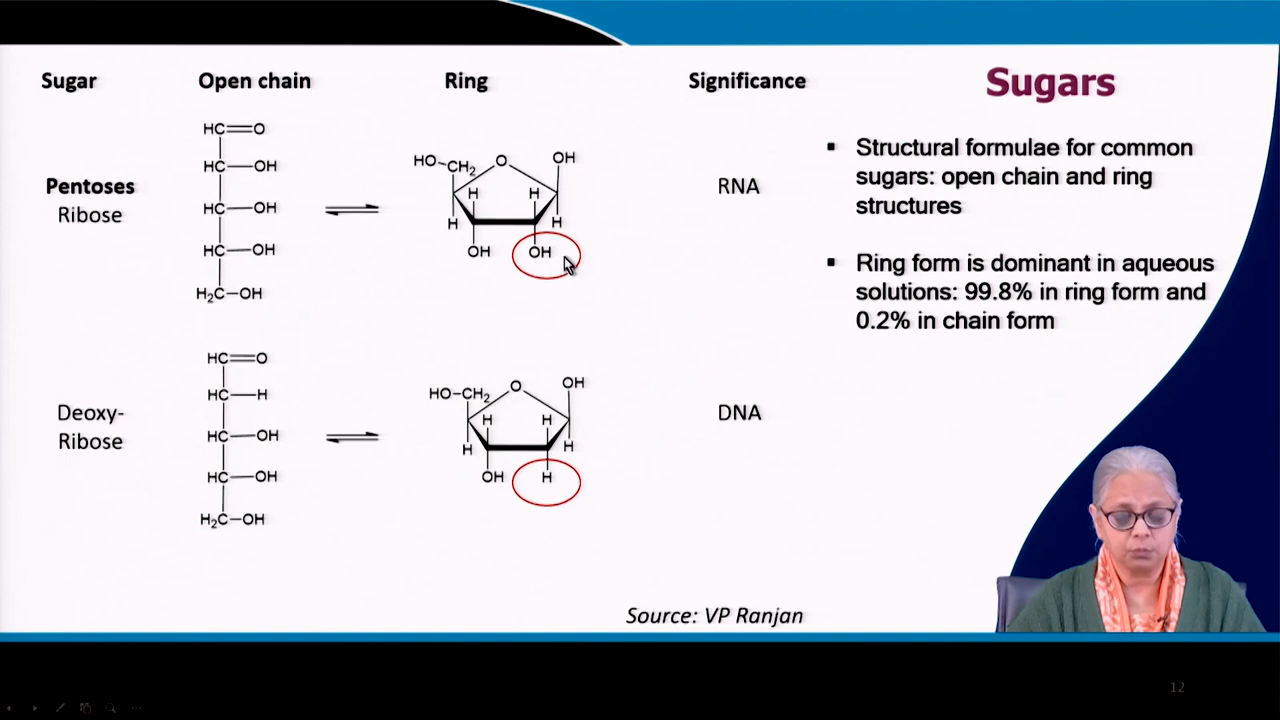 Sugar Open chain Ring Significance
Sugars
Pentoses
Ribose
HC=O
HC—OH
HC—OH
HC—OH
H₂C—OH
HO-CH₂ O OH
H H
H H
OH OH
RNA
Deoxy-
Ribose
HC=O
HC—H
HC—OH
HC—OH
H₂C—OH
HO-CH₂ O OH
H H
H H
OH H
DNA
▪ Structural formulae for common
sugars: open chain and ring
structures
▪ Ring form is dominant in aqueous
solutions: 99.8% in ring form and
0.2% in chain form
Source: VP Ranjan
12